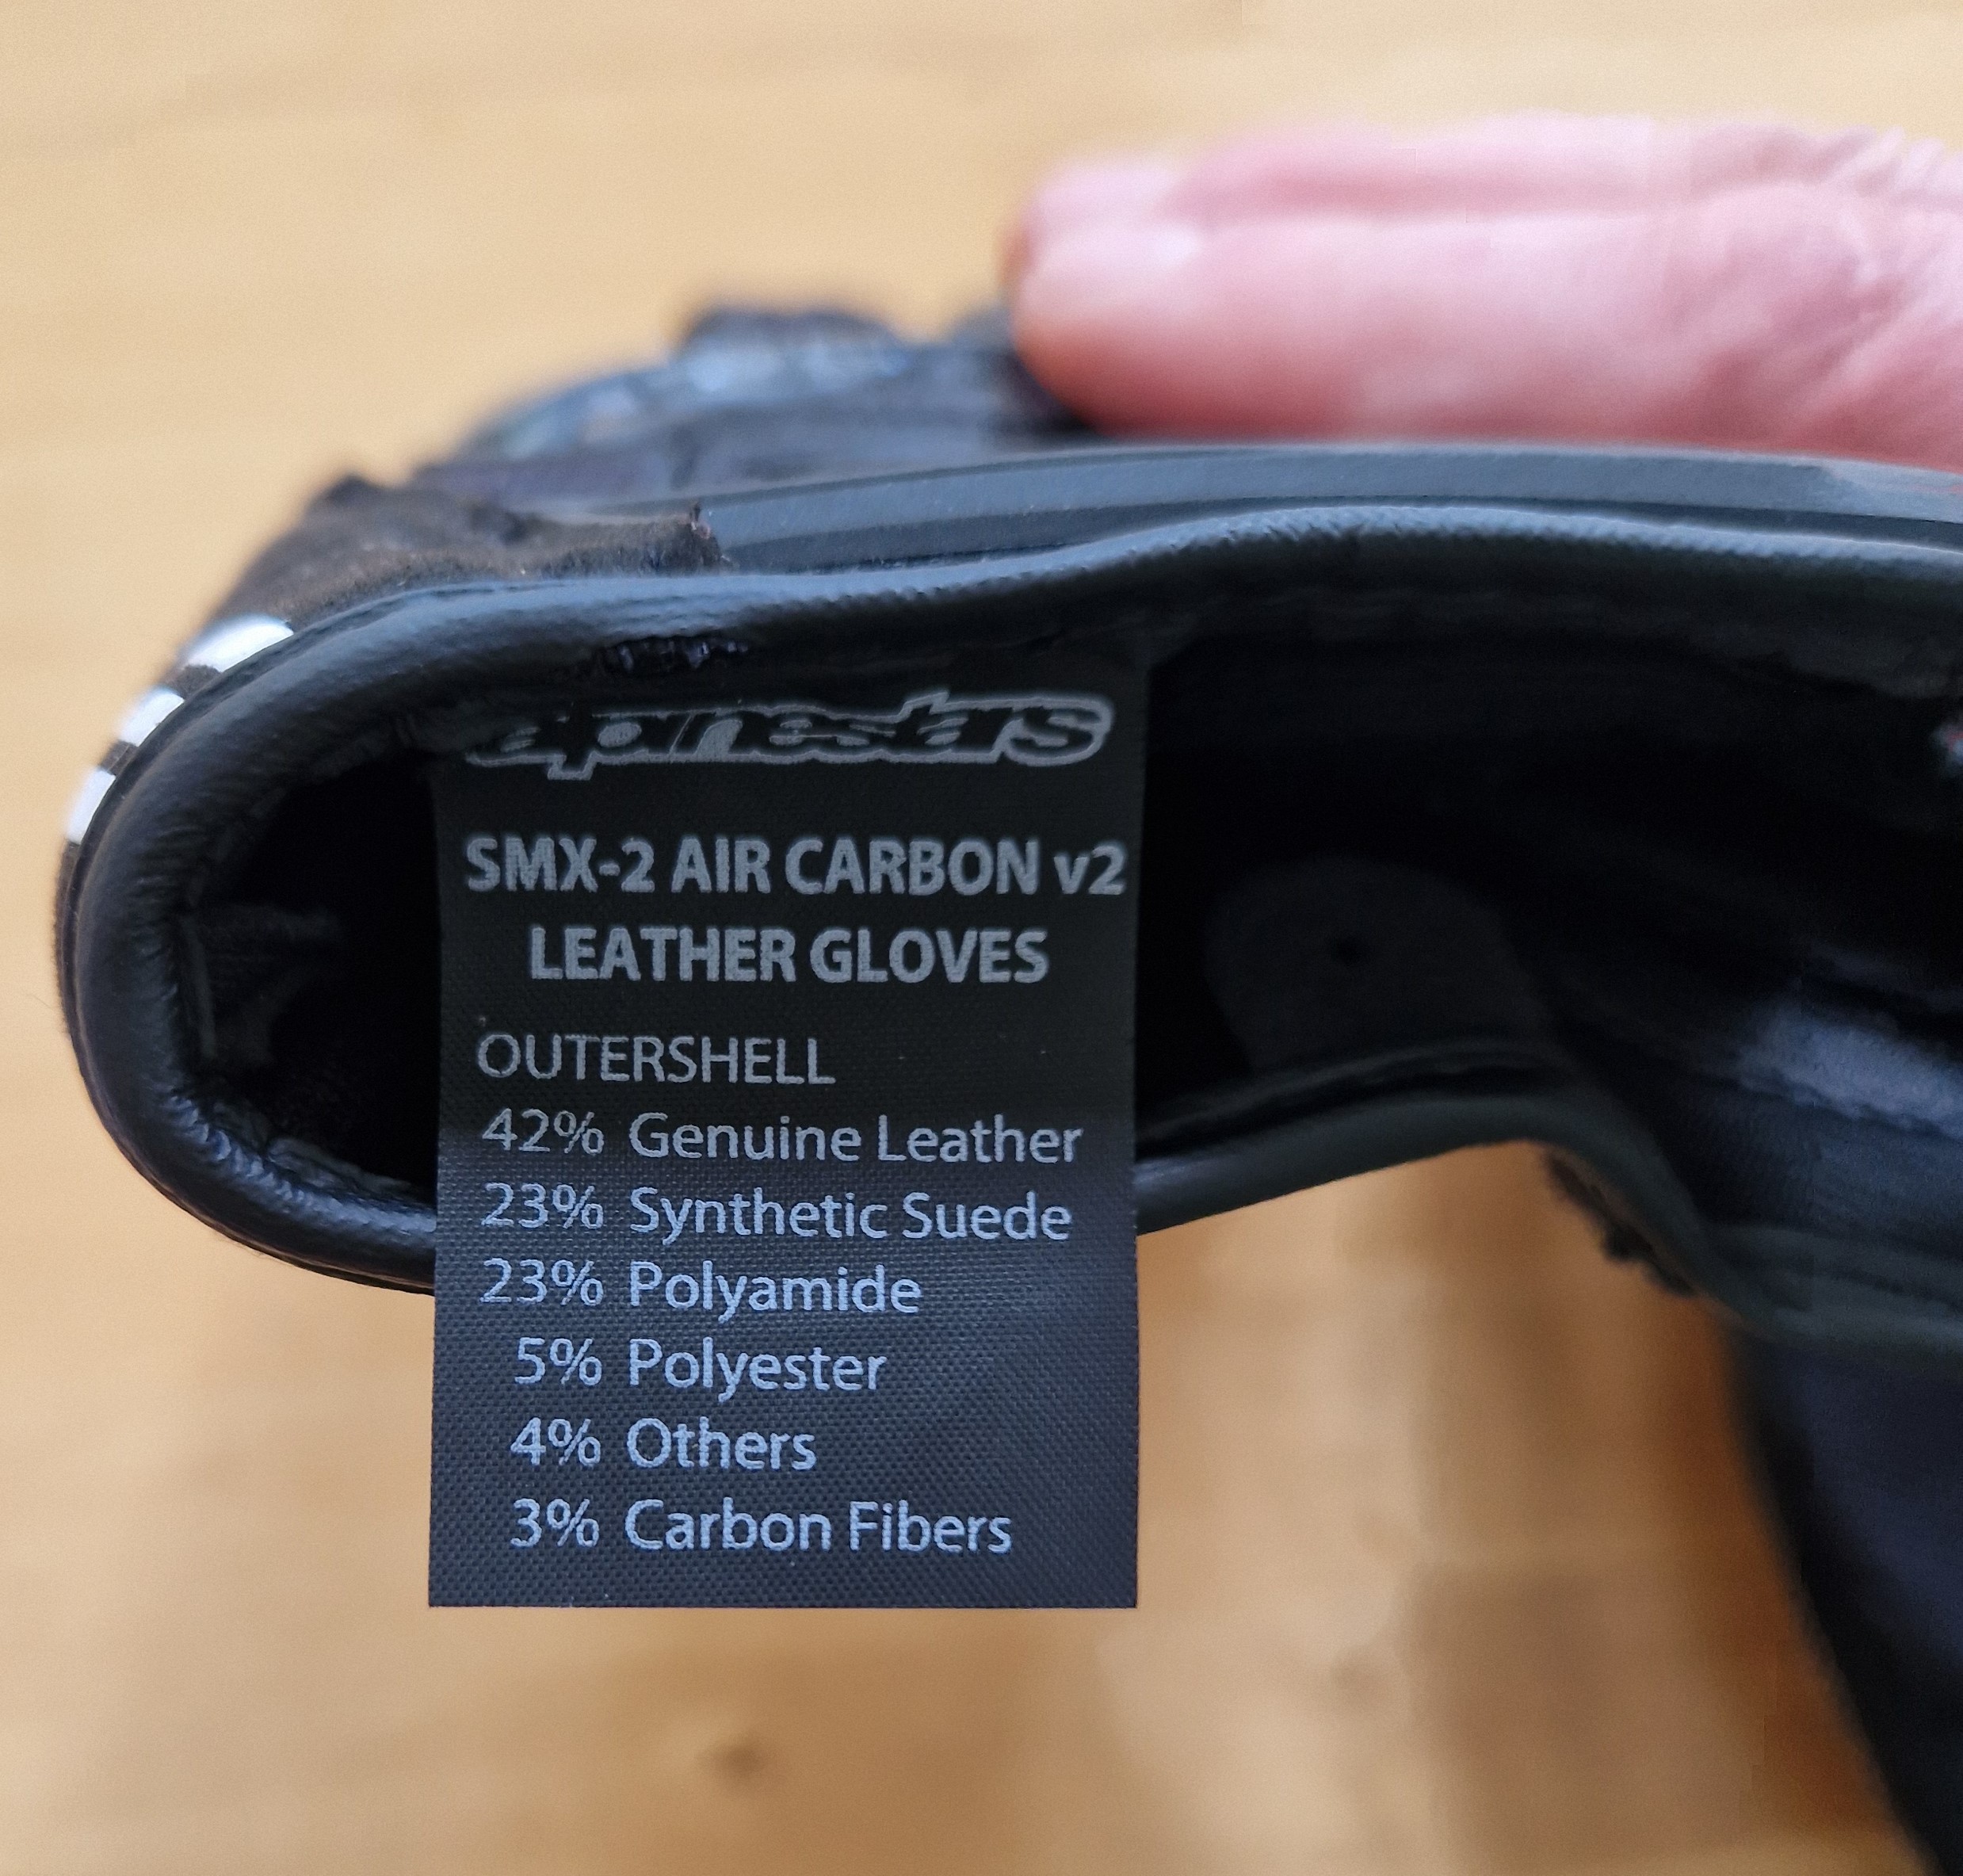 alpinestars
SMX-2 AIR CARBON v2
LEATHER GLOVES
OUTERSHELL
42% Genuine Leather
23% Synthetic Suede
23% Polyamide
5% Polyester
4% Others
3% Carbon Fibers